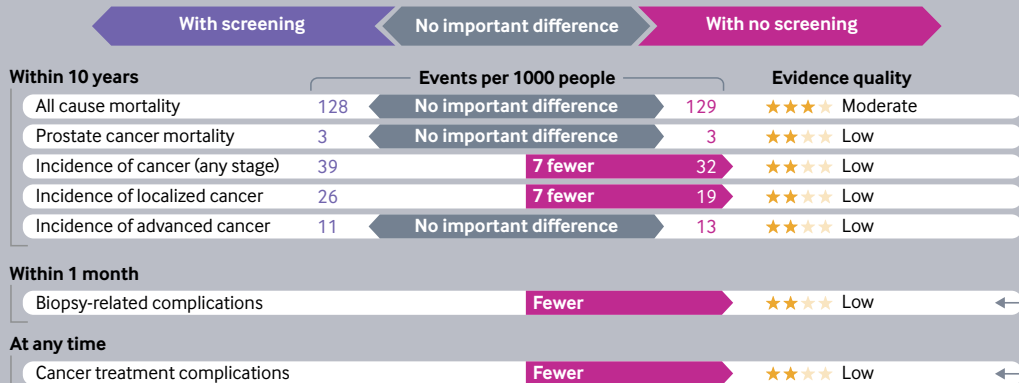 With screening No important difference With no screening
Within 10 years Events per 1000 people Evidence quality
All cause mortality 128 No important difference 129 Moderate
Prostate cancer mortality 3 No important difference 3 Low
Incidence of cancer (any stage) 39 7 fewer 32 Low
Incidence of localized cancer 26 7 fewer 19 Low
Incidence of advanced cancer 11 No important difference 13 Low
Within 1 month
Biopsy-related complications Fewer Low
At any time
Cancer treatment complications Fewer Low